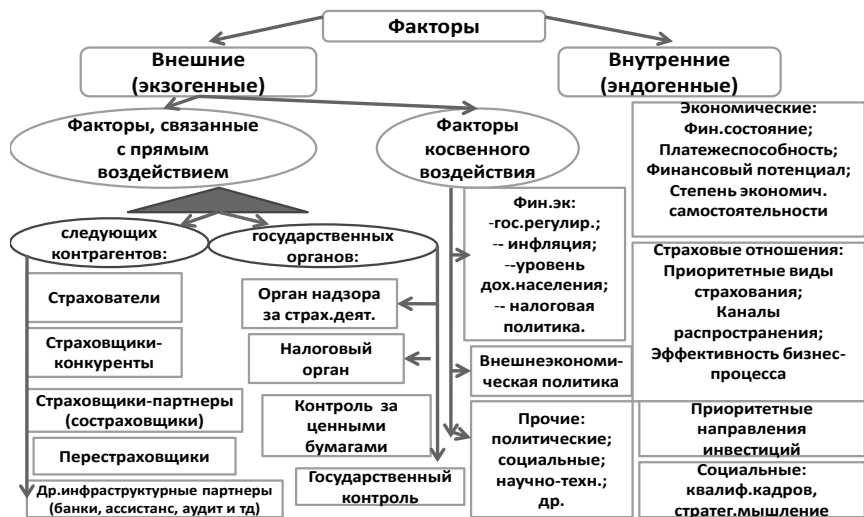 Факторы
Внешние
(экзогенные)
Внутренние
(эндогенные)
Факторы, связанные
с прямым
воздействием
Факторы
косвенного
воздействия
следующих
контрагентов:
государственных
органов:
Страхователи
Страховщики-
конкуренты
Страховщики-партнеры
(состраховщики)
Перестраховщики
Др.инфраструктурные партнеры
(банки, ассистанс, аудит и тд)
Орган надзора
за страх.деят.
Налоговый
орган
Контроль за
ценными
бумагами
Государственный
контроль
Фин.эк:
-гос.регулир.;
-- инфляция;
--уровень
дох.населения;
-- налоговая
политика.
Внешнеэкономи-
ческая политика
Прочие:
политические;
социальные;
научно-техн.;
др.
Экономические:
Фин.состояние;
Платежеспособность;
Финансовый потенциал;
Степень экономич.
самостоятельности
Страховые отношения:
Приоритетные виды
страхования;
Каналы
распространения;
Эффективность бизнес-
процесса
Приоритетные
направления
инвестиций
Социальные:
квалиф.кадров,
стратег.мышление